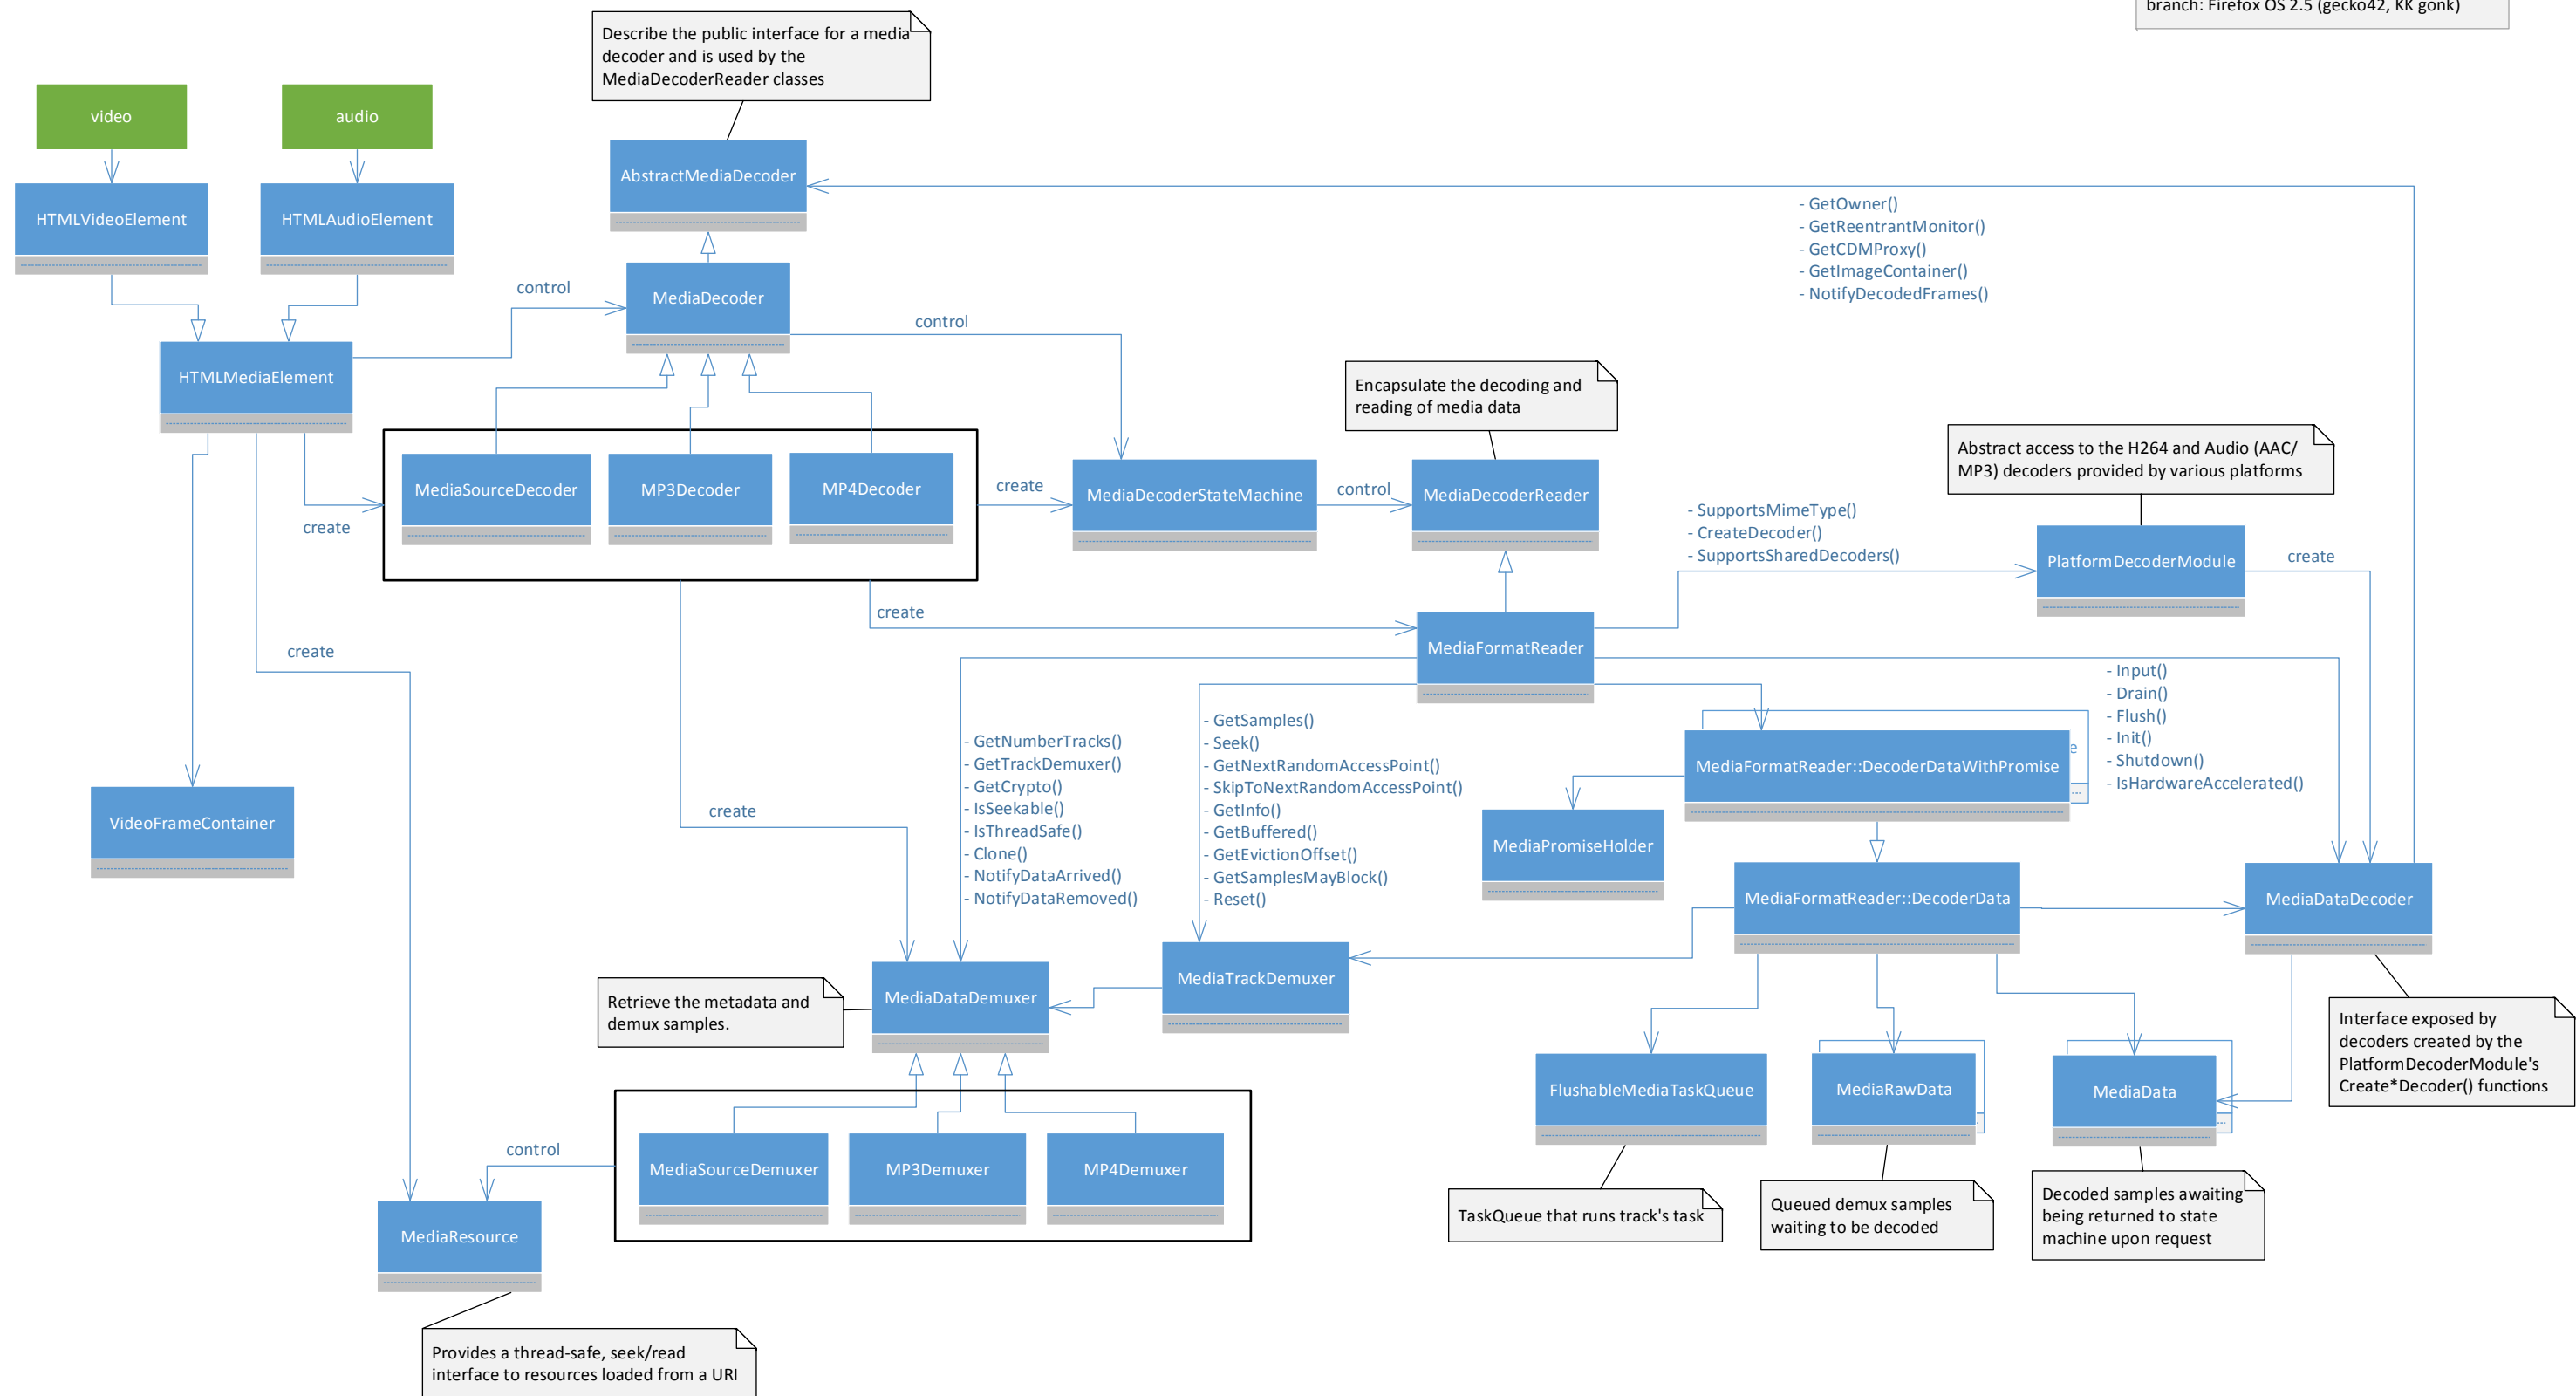 branch: Firefox OS 2.5 (gecko42, KK gonk)
Describe the public interface for a media
decoder and is used by the
MediaDecoderReader classes
video
audio
AbstractMediaDecoder
HTMLVideoElement
HTMLAudioElement
- GetOwner()
- GetReentrantMonitor()
- GetCDMProxy()
- GetImageContainer()
- NotifyDecodedFrames()
control
MediaDecoder
control
HTMLMediaElement
Encapsulate the decoding and
reading of media data
Abstract access to the H264 and Audio (AAC/
MP3) decoders provided by various platforms
MediaSourceDecoder
MP3Decoder
MP4Decoder
create
create
MediaDecoderStateMachine
control
MediaDecoderReader
- SupportsMimeType()
- CreateDecoder()
- SupportsSharedDecoders()
PlatformDecoderModule
create
create
MediaFormatReader
create
- Input()
- Drain()
- Flush()
- Init()
- Shutdown()
- IsHardwareAccelerated()
- GetNumberTracks()
- GetTrackDemuxer()
- GetCrypto()
- IsSeekable()
- IsThreadSafe()
- Clone()
- NotifyDataArrived()
- NotifyDataRemoved()
- GetSamples()
- Seek()
- GetNextRandomAccessPoint()
- SkipToNextRandomAccessPoint()
- GetInfo()
- GetBuffered()
- GetEvictionOffset()
- GetSamplesMayBlock()
- Reset()
MediaFormatReader::DecoderDataWithPromise
e
create
VideoFrameContainer
MediaPromiseHolder
MediaFormatReader::DecoderData
MediaDataDecoder
Retrieve the metadata and
demux samples.
MediaDataDemuxer
MediaTrackDemuxer
Interface exposed by
decoders created by the
PlatformDecoderModule's
Create*Decoder() functions
FlushableMediaTaskQueue
MediaRawData
MediaData
control
MediaSourceDemuxer
MP3Demuxer
MP4Demuxer
MediaResource
TaskQueue that runs track's task
Queued demux samples
waiting to be decoded
Decoded samples awaiting
being returned to state
machine upon request
Provides a thread-safe, seek/read
interface to resources loaded from a URI